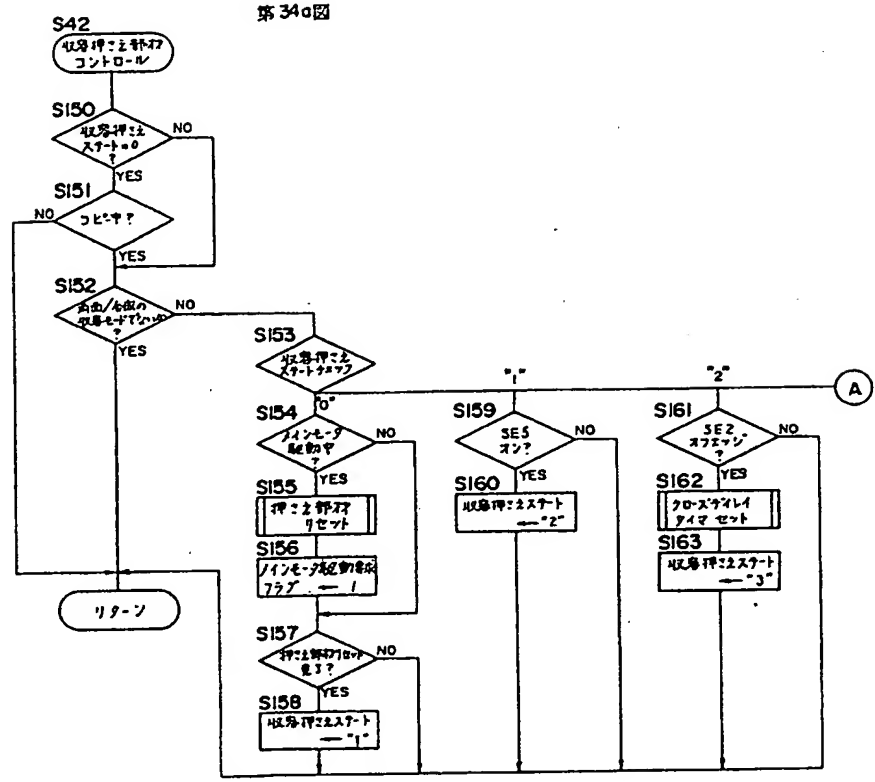 第34a図
S42
収容押さえ部材
コントロール
S150
収容押さえ
ステート=0
?
NO
YES
S151
コピー中?
NO
YES
S152
収容モードでないか
?
NO
YES
リターン
S153
収容押さえ
ステートチェック
"0"
"1"
"2"
A
S154
メインモータ
駆動中
?
NO
YES
S155
押さえ部材
リセット
S156
メインモータ駆動要求
フラグ ← 1
S157
押さえ部材リセット
完了?
NO
YES
S158
収容押さえステート
← "1"
S159
SE5
オン?
NO
YES
S160
収容押さえステート
← "2"
S161
SE2
オフエッジ
?
NO
YES
S162
クローズディレイ
タイマ セット
S163
収容押さえステート
← "3"